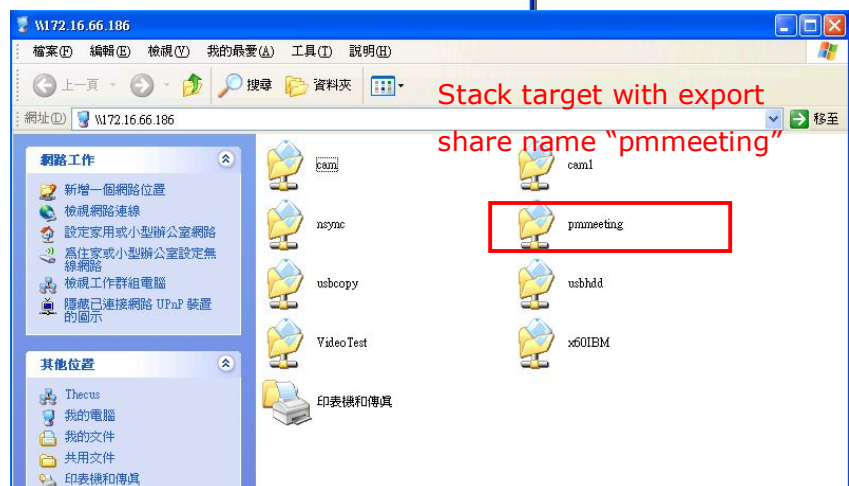 \\172.16.66.186
檔案(F) 編輯(E) 檢視(V) 我的最愛(A) 工具(T) 說明(H)
上一頁 搜尋 資料夾
Stack target with export
share name “pmmeeting”
網址(D) \\172.16.66.186 移至
網路工作
新增一個網路位置
檢視網路連線
設定家用或小型辦公室網路
爲住家或小型辦公室設定無
線網路
檢視工作群組電腦
隱藏已連接網路 UPnP 裝置
的圖示
其他位置
Thecus
我的電腦
我的文件
共用文件
印表機和傳真
cam cam1
nsync pmmeeting
usbcopy usbhdd
VideoTest x60IBM
印表機和傳真